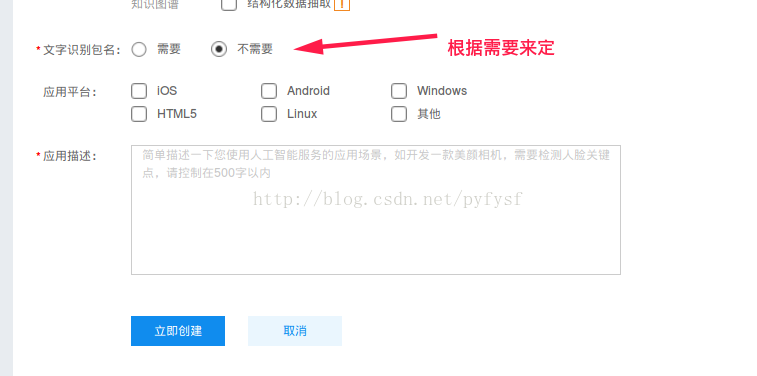 知识图谱 结构化数据抽取 !
*文字识别包名： 需要 不需要 根据需要来定
应用平台： iOS Android Windows
HTML5 Linux 其他
*应用描述： 简单描述一下您使用人工智能服务的应用场景，如开发一款美颜相机，需要检测人脸关键
点，请控制在500字以内
http://blog.csdn.net/pyfysf
立即创建 取消